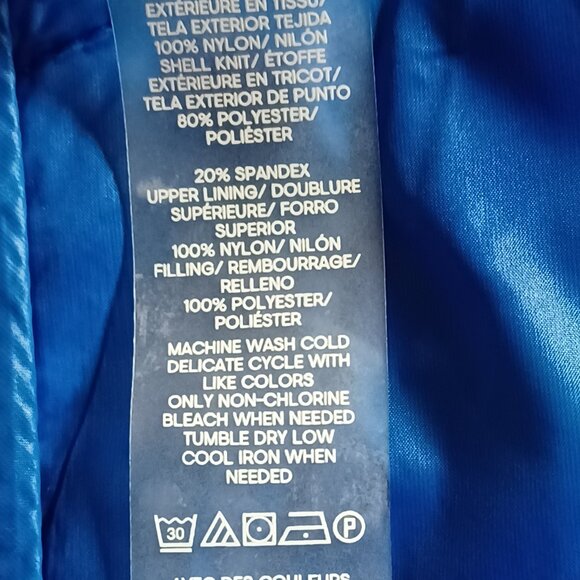 EXTÉRIEURE EN TISSU/
TELA EXTERIOR TEJIDA
100% NYLON/ NILÓN
SHELL KNIT/ ÉTOFFE
EXTÉRIEURE EN TRICOT/
TELA EXTERIOR DE PUNTO
80% POLYESTER/
POLIÉSTER
20% SPANDEX
UPPER LINING/ DOUBLURE
SUPÉRIEURE/ FORRO
SUPERIOR
100% NYLON/ NILÓN
FILLING/ REMBOURRAGE/
RELLENO
100% POLYESTER/
POLIÉSTER
MACHINE WASH COLD
DELICATE CYCLE WITH
LIKE COLORS
ONLY NON-CHLORINE
BLEACH WHEN NEEDED
TUMBLE DRY LOW
COOL IRON WHEN
NEEDED
30 P
AVEC DES COULEURS